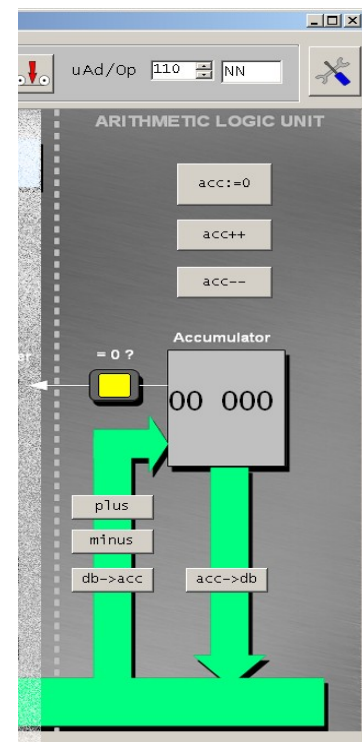 uAd/Op 110 NN
ARITHMETIC LOGIC UNIT
acc:=0
acc++
acc--
Accumulator
= 0 ?
00 000
plus
minus
db->acc
acc->db